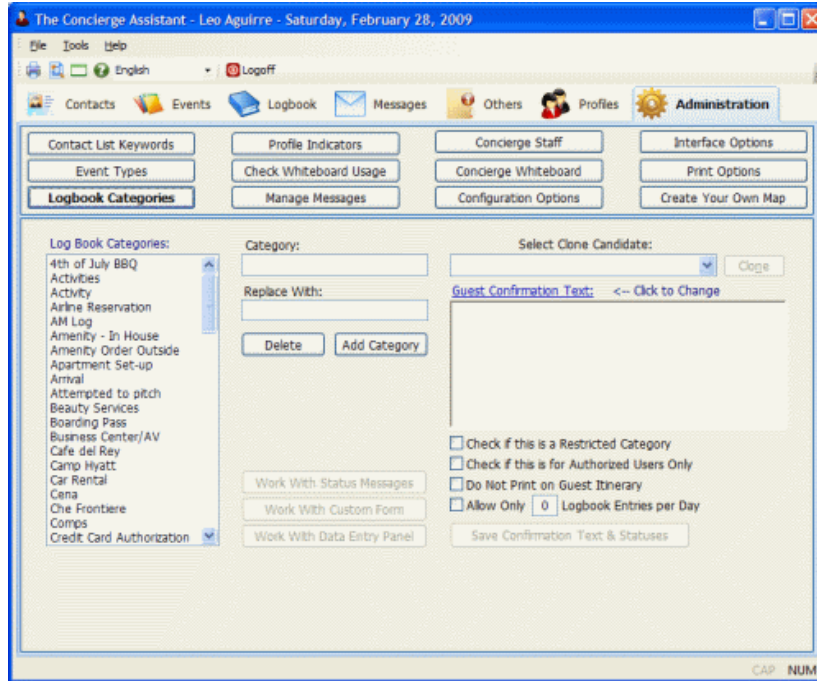 The Concierge Assistant - Leo Aguirre - Saturday, February 28, 2009
File Tools Help
English Logoff
Contacts Events Logbook Messages Others Profiles Administration
Contact List Keywords Profile Indicators Concierge Staff Interface Options
Event Types Check Whiteboard Usage Concierge Whiteboard Print Options
Logbook Categories Manage Messages Configuration Options Create Your Own Map
Log Book Categories:
4th of July BBQ
Activities
Activity
Airline Reservation
AM Log
Amenity - In House
Amenity Order Outside
Apartment Set-up
Arrival
Attempted to pitch
Beauty Services
Boarding Pass
Business Center/AV
Cafe del Rey
Camp Hyatt
Car Rental
Cena
Che Frontiere
Comps
Credit Card Authorization
Category:
Replace With:
Delete Add Category
Work With Status Messages
Work With Custom Form
Work With Data Entry Panel
Select Clone Candidate:
Clone
Guest Confirmation Text: <-- Click to Change
Check if this is a Restricted Category
Check if this is for Authorized Users Only
Do Not Print on Guest Itinerary
Allow Only 0 Logbook Entries per Day
Save Confirmation Text & Statuses
CAP NUM